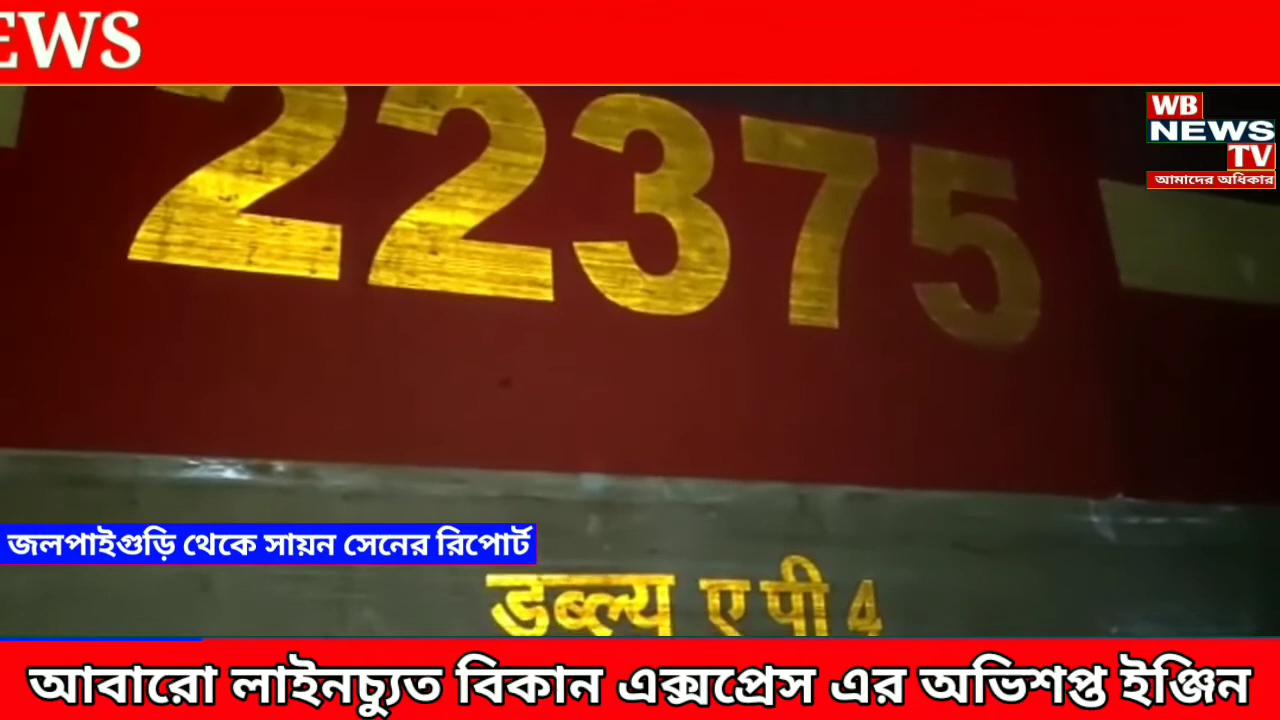 EWS
WB
NEWS
TV
আমাদের অধিকার
22375
জলপাইগুড়ি থেকে সায়ন সেনের রিপোর্ট
डब्ल्य ए पी 4
আবারো লাইনচ্যুত বিকান এক্সপ্রেস এর অভিশপ্ত ইঞ্জিন